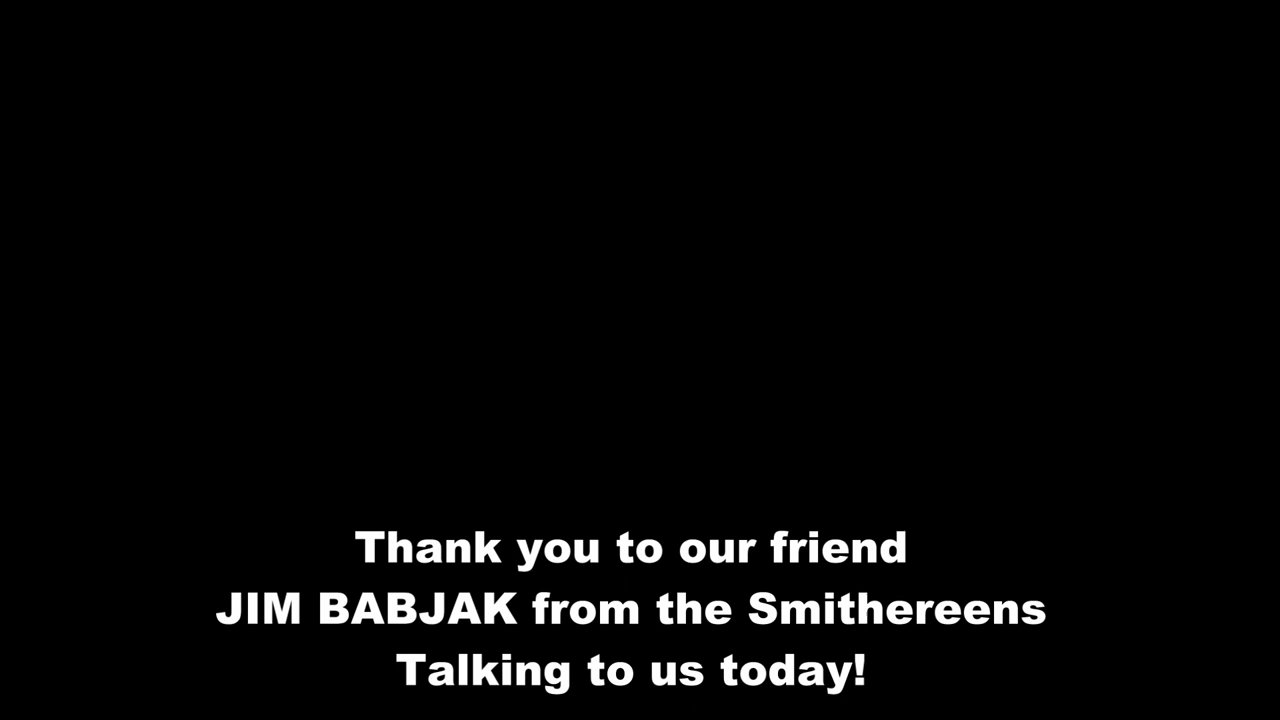 Thank you to our friend
JIM BABJAK from the Smithereens
Talking to us today!